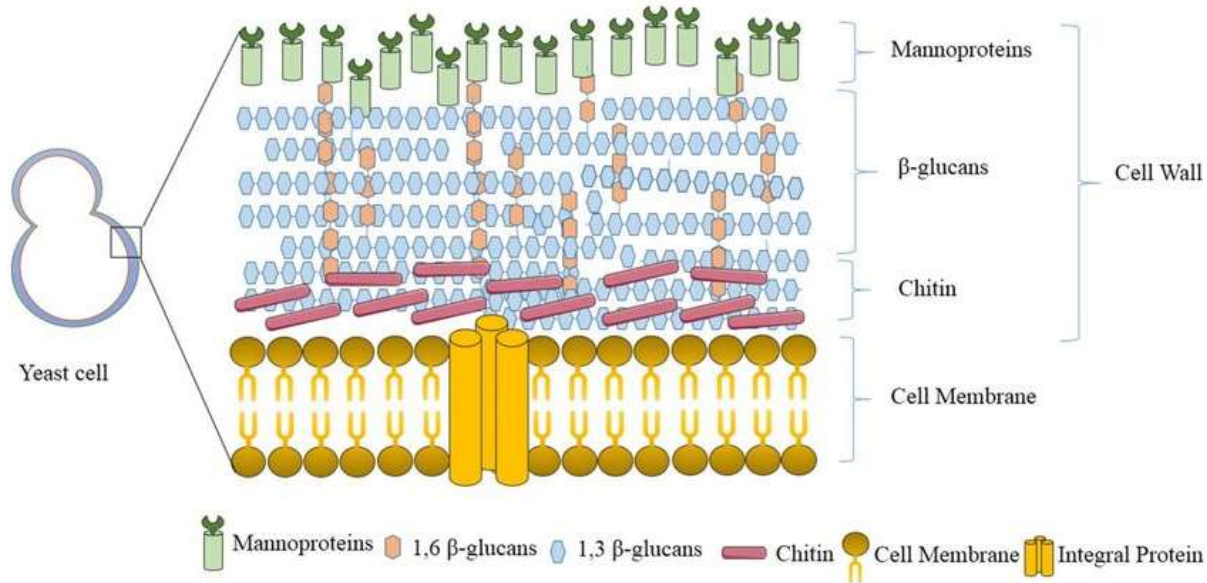 Mannoproteins
β-glucans
Cell Wall
Chitin
Yeast cell
Cell Membrane
Mannoproteins 1,6 β-glucans 1,3 β-glucans Chitin Cell Membrane Integral Protein